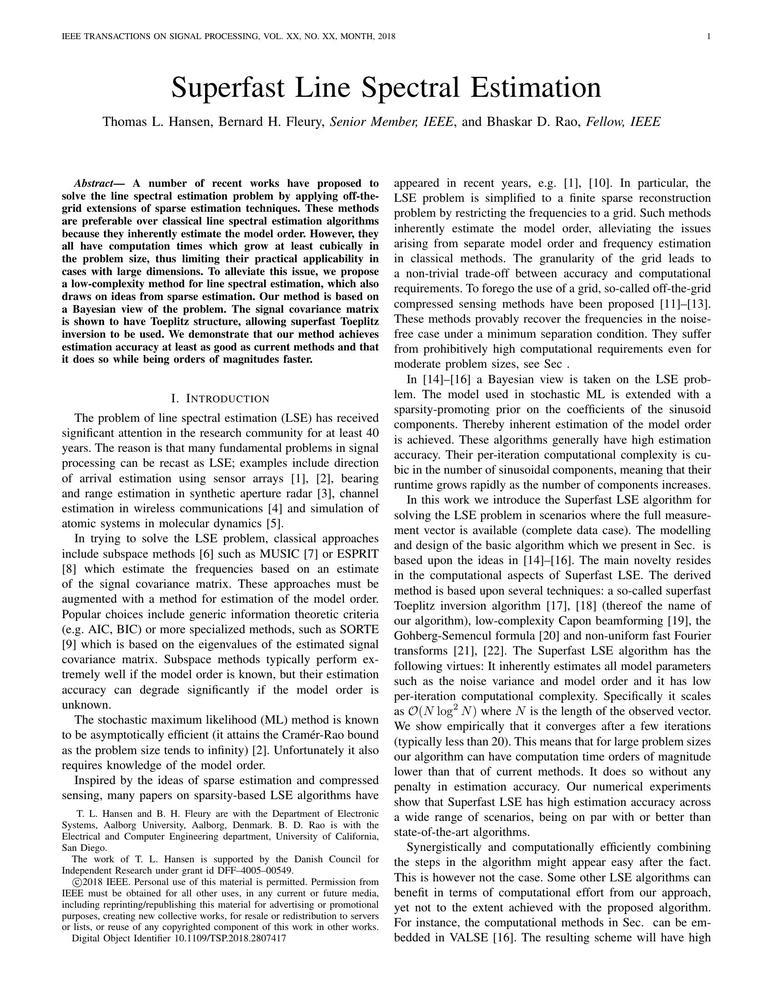 IEEE TRANSACTIONS ON SIGNAL PROCESSING, VOL. XX, NO. XX, MONTH, 2018 1
Superfast Line Spectral Estimation
Thomas L. Hansen, Bernard H. Fleury, Senior Member, IEEE, and Bhaskar D. Rao, Fellow, IEEE
Abstract— A number of recent works have proposed to
solve the line spectral estimation problem by applying off-the-
grid extensions of sparse estimation techniques. These methods
are preferable over classical line spectral estimation algorithms
because they inherently estimate the model order. However, they
all have computation times which grow at least cubically in
the problem size, thus limiting their practical applicability in
cases with large dimensions. To alleviate this issue, we propose
a low-complexity method for line spectral estimation, which also
draws on ideas from sparse estimation. Our method is based on
a Bayesian view of the problem. The signal covariance matrix
is shown to have Toeplitz structure, allowing superfast Toeplitz
inversion to be used. We demonstrate that our method achieves
estimation accuracy at least as good as current methods and that
it does so while being orders of magnitudes faster.
I. INTRODUCTION
The problem of line spectral estimation (LSE) has received
significant attention in the research community for at least 40
years. The reason is that many fundamental problems in signal
processing can be recast as LSE; examples include direction
of arrival estimation using sensor arrays [1], [2], bearing
and range estimation in synthetic aperture radar [3], channel
estimation in wireless communications [4] and simulation of
atomic systems in molecular dynamics [5].
In trying to solve the LSE problem, classical approaches
include subspace methods [6] such as MUSIC [7] or ESPRIT
[8] which estimate the frequencies based on an estimate
of the signal covariance matrix. These approaches must be
augmented with a method for estimation of the model order.
Popular choices include generic information theoretic criteria
(e.g. AIC, BIC) or more specialized methods, such as SORTE
[9] which is based on the eigenvalues of the estimated signal
covariance matrix. Subspace methods typically perform ex-
tremely well if the model order is known, but their estimation
accuracy can degrade significantly if the model order is
unknown.
The stochastic maximum likelihood (ML) method is known
to be asymptotically efficient (it attains the Cramér-Rao bound
as the problem size tends to infinity) [2]. Unfortunately it also
requires knowledge of the model order.
Inspired by the ideas of sparse estimation and compressed
sensing, many papers on sparsity-based LSE algorithms have
T. L. Hansen and B. H. Fleury are with the Department of Electronic
Systems, Aalborg University, Aalborg, Denmark. B. D. Rao is with the
Electrical and Computer Engineering department, University of California,
San Diego.
The work of T. L. Hansen is supported by the Danish Council for
Independent Research under grant id DFF–4005–00549.
©2018 IEEE. Personal use of this material is permitted. Permission from
IEEE must be obtained for all other uses, in any current or future media,
including reprinting/republishing this material for advertising or promotional
purposes, creating new collective works, for resale or redistribution to servers
or lists, or reuse of any copyrighted component of this work in other works.
Digital Object Identifier 10.1109/TSP.2018.2807417
appeared in recent years, e.g. [1], [10]. In particular, the
LSE problem is simplified to a finite sparse reconstruction
problem by restricting the frequencies to a grid. Such methods
inherently estimate the model order, alleviating the issues
arising from separate model order and frequency estimation
in classical methods. The granularity of the grid leads to
a non-trivial trade-off between accuracy and computational
requirements. To forego the use of a grid, so-called off-the-grid
compressed sensing methods have been proposed [11]–[13].
These methods provably recover the frequencies in the noise-
free case under a minimum separation condition. They suffer
from prohibitively high computational requirements even for
moderate problem sizes, see Sec .
In [14]–[16] a Bayesian view is taken on the LSE prob-
lem. The model used in stochastic ML is extended with a
sparsity-promoting prior on the coefficients of the sinusoid
components. Thereby inherent estimation of the model order
is achieved. These algorithms generally have high estimation
accuracy. Their per-iteration computational complexity is cu-
bic in the number of sinusoidal components, meaning that their
runtime grows rapidly as the number of components increases.
In this work we introduce the Superfast LSE algorithm for
solving the LSE problem in scenarios where the full measure-
ment vector is available (complete data case). The modelling
and design of the basic algorithm which we present in Sec. is
based upon the ideas in [14]–[16]. The main novelty resides
in the computational aspects of Superfast LSE. The derived
method is based upon several techniques: a so-called superfast
Toeplitz inversion algorithm [17], [18] (thereof the name of
our algorithm), low-complexity Capon beamforming [19], the
Gohberg-Semencul formula [20] and non-uniform fast Fourier
transforms [21], [22]. The Superfast LSE algorithm has the
following virtues: It inherently estimates all model parameters
such as the noise variance and model order and it has low
per-iteration computational complexity. Specifically it scales
as 𝒪(N log² N) where N is the length of the observed vector.
We show empirically that it converges after a few iterations
(typically less than 20). This means that for large problem sizes
our algorithm can have computation time orders of magnitude
lower than that of current methods. It does so without any
penalty in estimation accuracy. Our numerical experiments
show that Superfast LSE has high estimation accuracy across
a wide range of scenarios, being on par with or better than
state-of-the-art algorithms.
Synergistically and computationally efficiently combining
the steps in the algorithm might appear easy after the fact.
This is however not the case. Some other LSE algorithms can
benefit in terms of computational effort from our approach,
yet not to the extent achieved with the proposed algorithm.
For instance, the computational methods in Sec. can be em-
bedded in VALSE [16]. The resulting scheme will have high